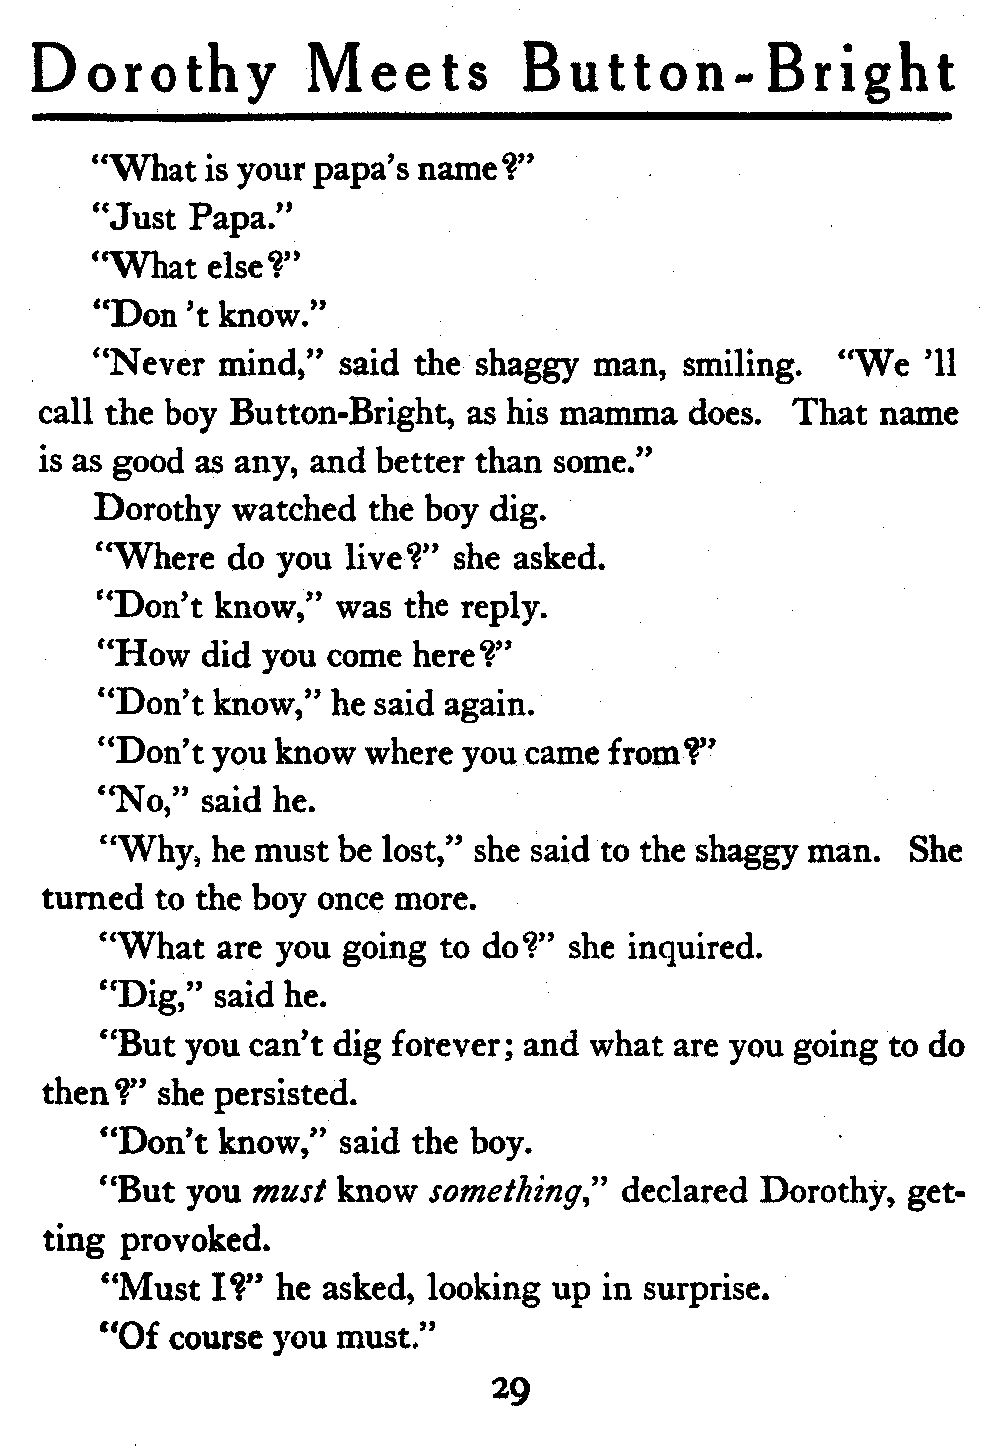 Dorothy Meets Button-Bright
“What is your papa’s name?”
“Just Papa.”
“What else?”
“Don ’t know.”
“Never mind,” said the shaggy man, smiling. “We ’ll
call the boy Button-Bright, as his mamma does. That name
is as good as any, and better than some.”
Dorothy watched the boy dig.
“Where do you live?” she asked.
“Don’t know,” was the reply.
“How did you come here?”
“Don’t know,” he said again.
“Don’t you know where you came from?”
“No,” said he.
“Why, he must be lost,” she said to the shaggy man. She
turned to the boy once more.
“What are you going to do?” she inquired.
“Dig,” said he.
“But you can’t dig forever; and what are you going to do
then?” she persisted.
“Don’t know,” said the boy.
“But you must know something,” declared Dorothy, get-
ting provoked.
“Must I?” he asked, looking up in surprise.
“Of course you must.”
29